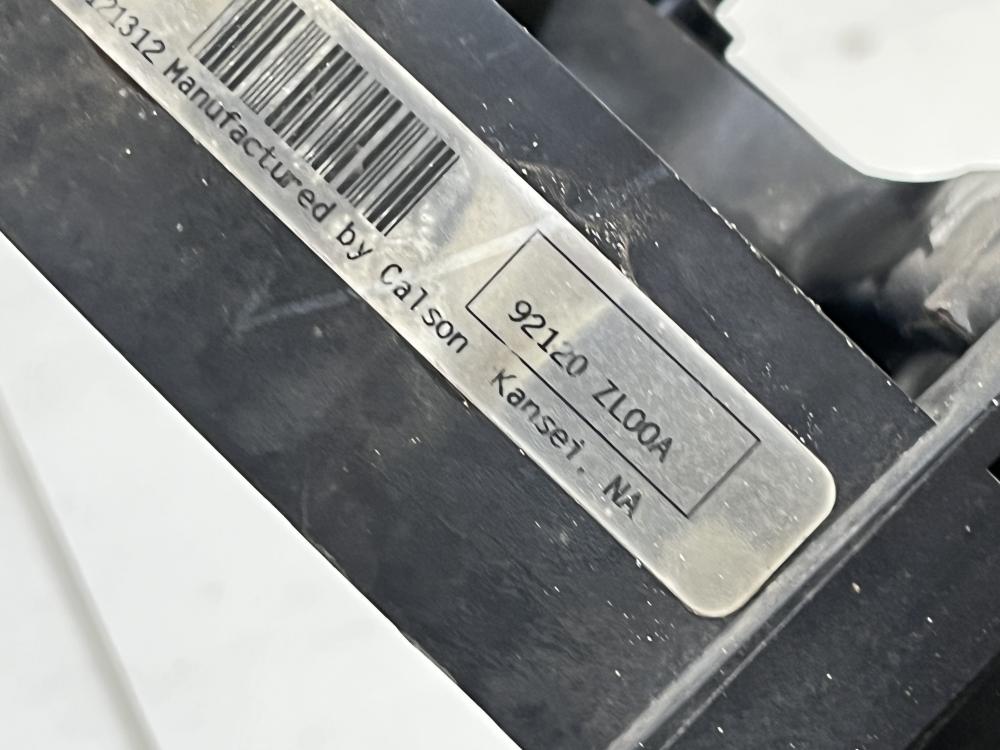 121312 Manufactured by Calson Kansei, NA
92120 ZL00A